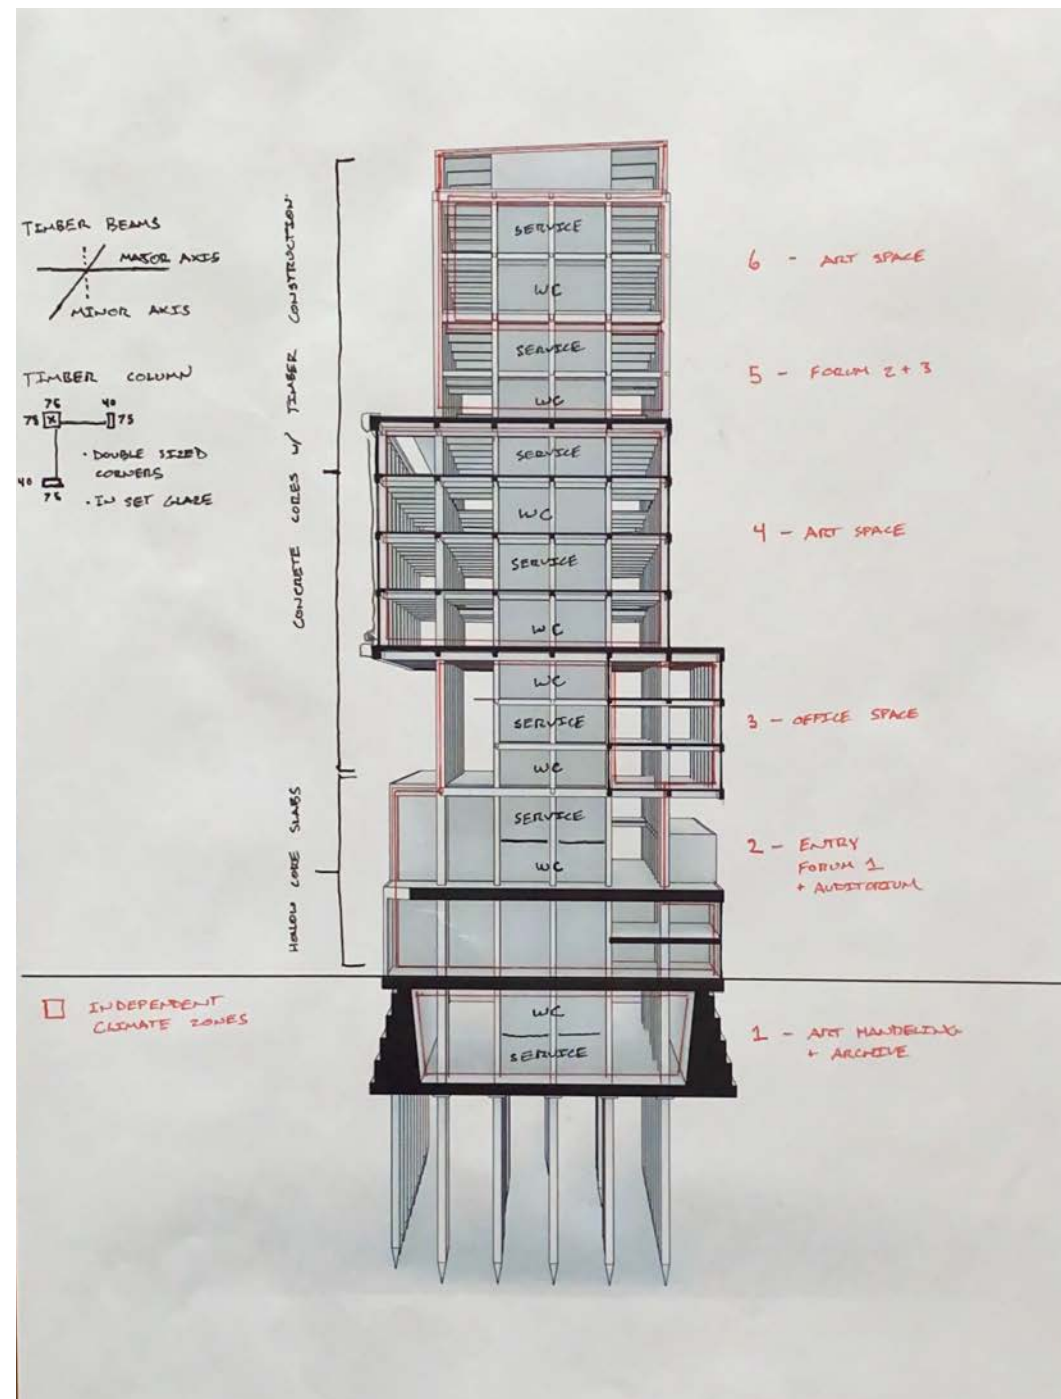 TIMBER BEAMS
MAJOR AXIS
MINOR AXIS
TIMBER COLUMN
75 40
75 X 75
• DOUBLE SIZED
CORNERS
40
75
• IN SET GLAZE
CONCRETE CORES W/ TIMBER CONSTRUCTION
HOLLOW CORE SLABS
SERVICE
WC
SERVICE
WC
SERVICE
WC
SERVICE
WC
WC
SERVICE
WC
SERVICE
WC
WC
SERVICE
6 - ART SPACE
5 - FORUM 2 + 3
4 - ART SPACE
3 - OFFICE SPACE
2 - ENTRY
FORUM 1
+ AUDITORIUM
1 - ART HANDELING
+ ARCHIVE
INDEPENDENT
CLIMATE ZONES